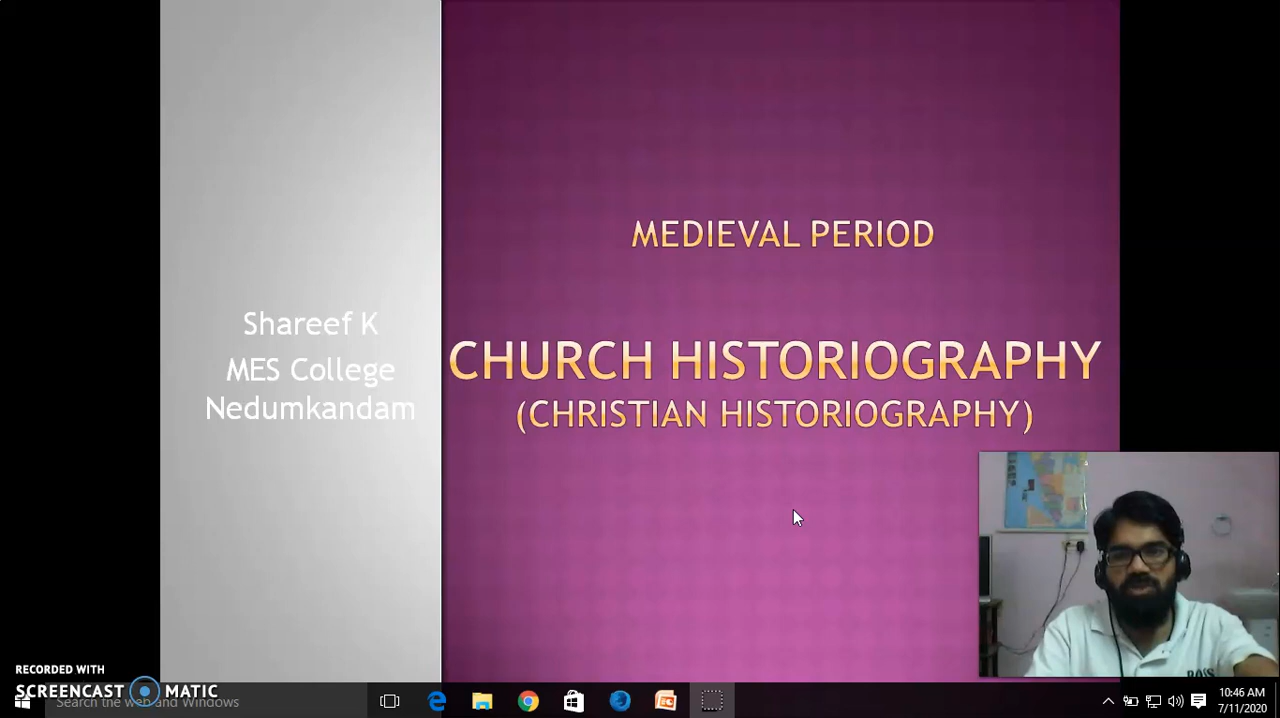 MEDIEVAL PERIOD
Shareef K
MES College
Nedumkandam
CHURCH HISTORIOGRAPHY
(CHRISTIAN HISTORIOGRAPHY)
RECORDED WITH
SCREENCAST MATIC
Search the web and Windows
10:46 AM
7/11/2020